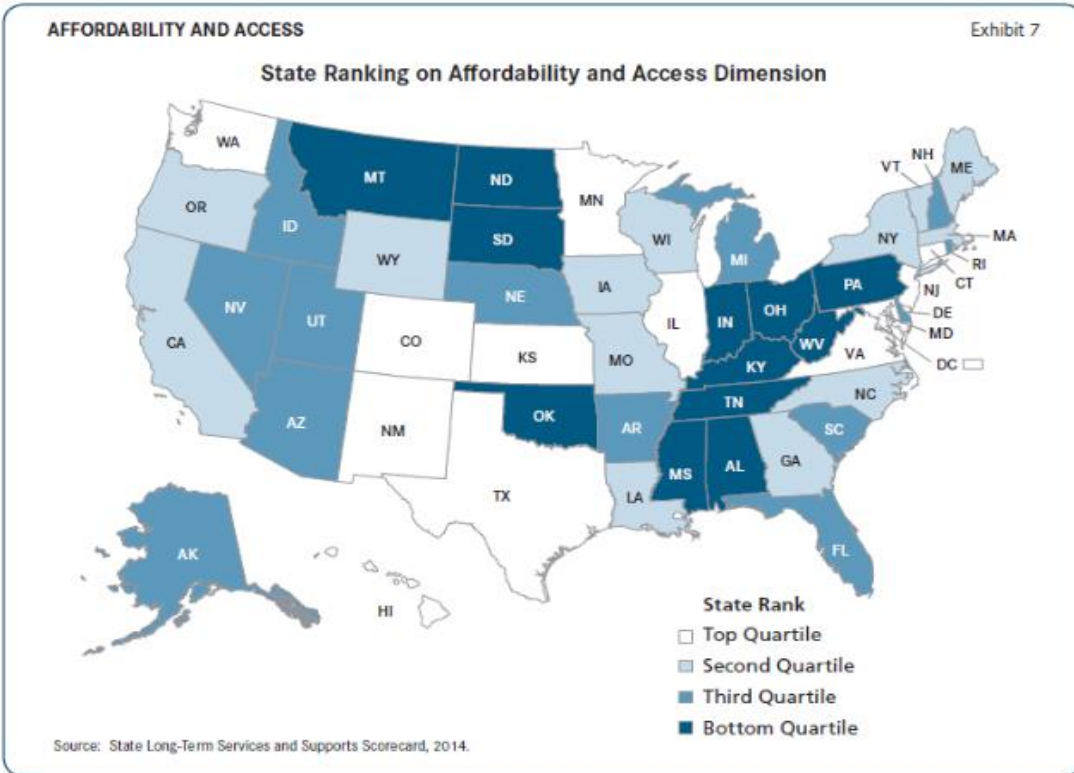 AFFORDABILITY AND ACCESS
Exhibit 7
State Ranking on Affordability and Access Dimension
WA
MT
ND
MN
VT
NH
ME
OR
ID
SD
WI
NY
MA
WY
MI
RI
CT
NV
NE
IA
PA
NJ
UT
CO
IL
IN
OH
DE
MD
CA
KS
MO
WV
VA
DC
KY
AZ
NM
OK
AR
TN
NC
SC
MS
AL
GA
TX
LA
AK
FL
HI
State Rank
Top Quartile
Second Quartile
Third Quartile
Bottom Quartile
Source: State Long-Term Services and Supports Scorecard, 2014.